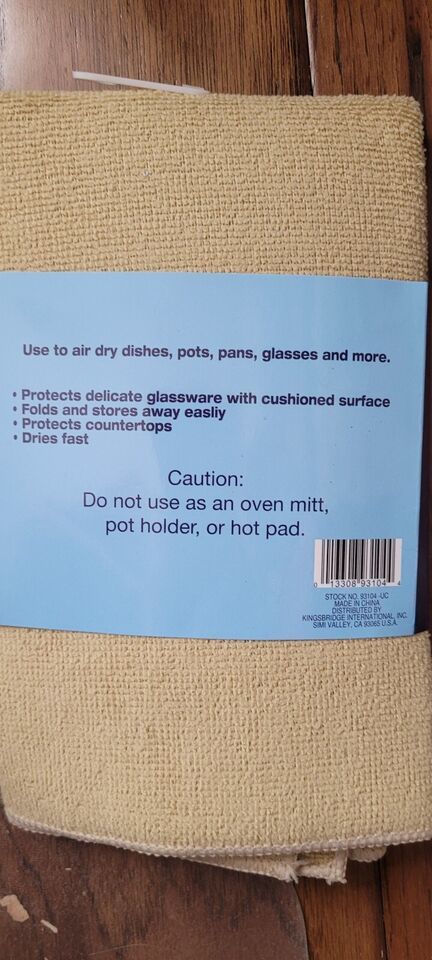 Use to air dry dishes, pots, pans, glasses and more.
• Protects delicate glassware with cushioned surface
• Folds and stores away easliy
• Protects countertops
• Dries fast
Caution:
Do not use as an oven mitt,
pot holder, or hot pad.
0 13308 93104 4
STOCK NO. 93104 -UC
MADE IN CHINA
DISTRIBUTED BY
KINGSBRIDGE INTERNATIONAL, INC.
SIMI VALLEY, CA 93065 U.S.A.